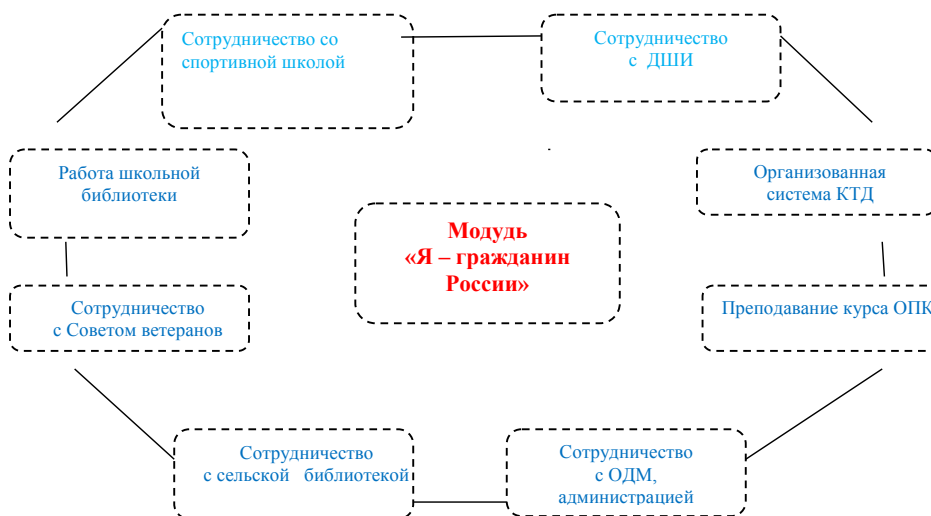 Сотрудничество со
спортивной школой
Сотрудничество
с ДШИ
Работа школьной
библиотеки
Организованная
система КТД
Модудь
«Я – гражданин
России»
Сотрудничество
с Советом ветеранов
Преподавание курса ОПК
Сотрудничество
с сельской библиотекой
Сотрудничество
с ОДМ,
администрацией